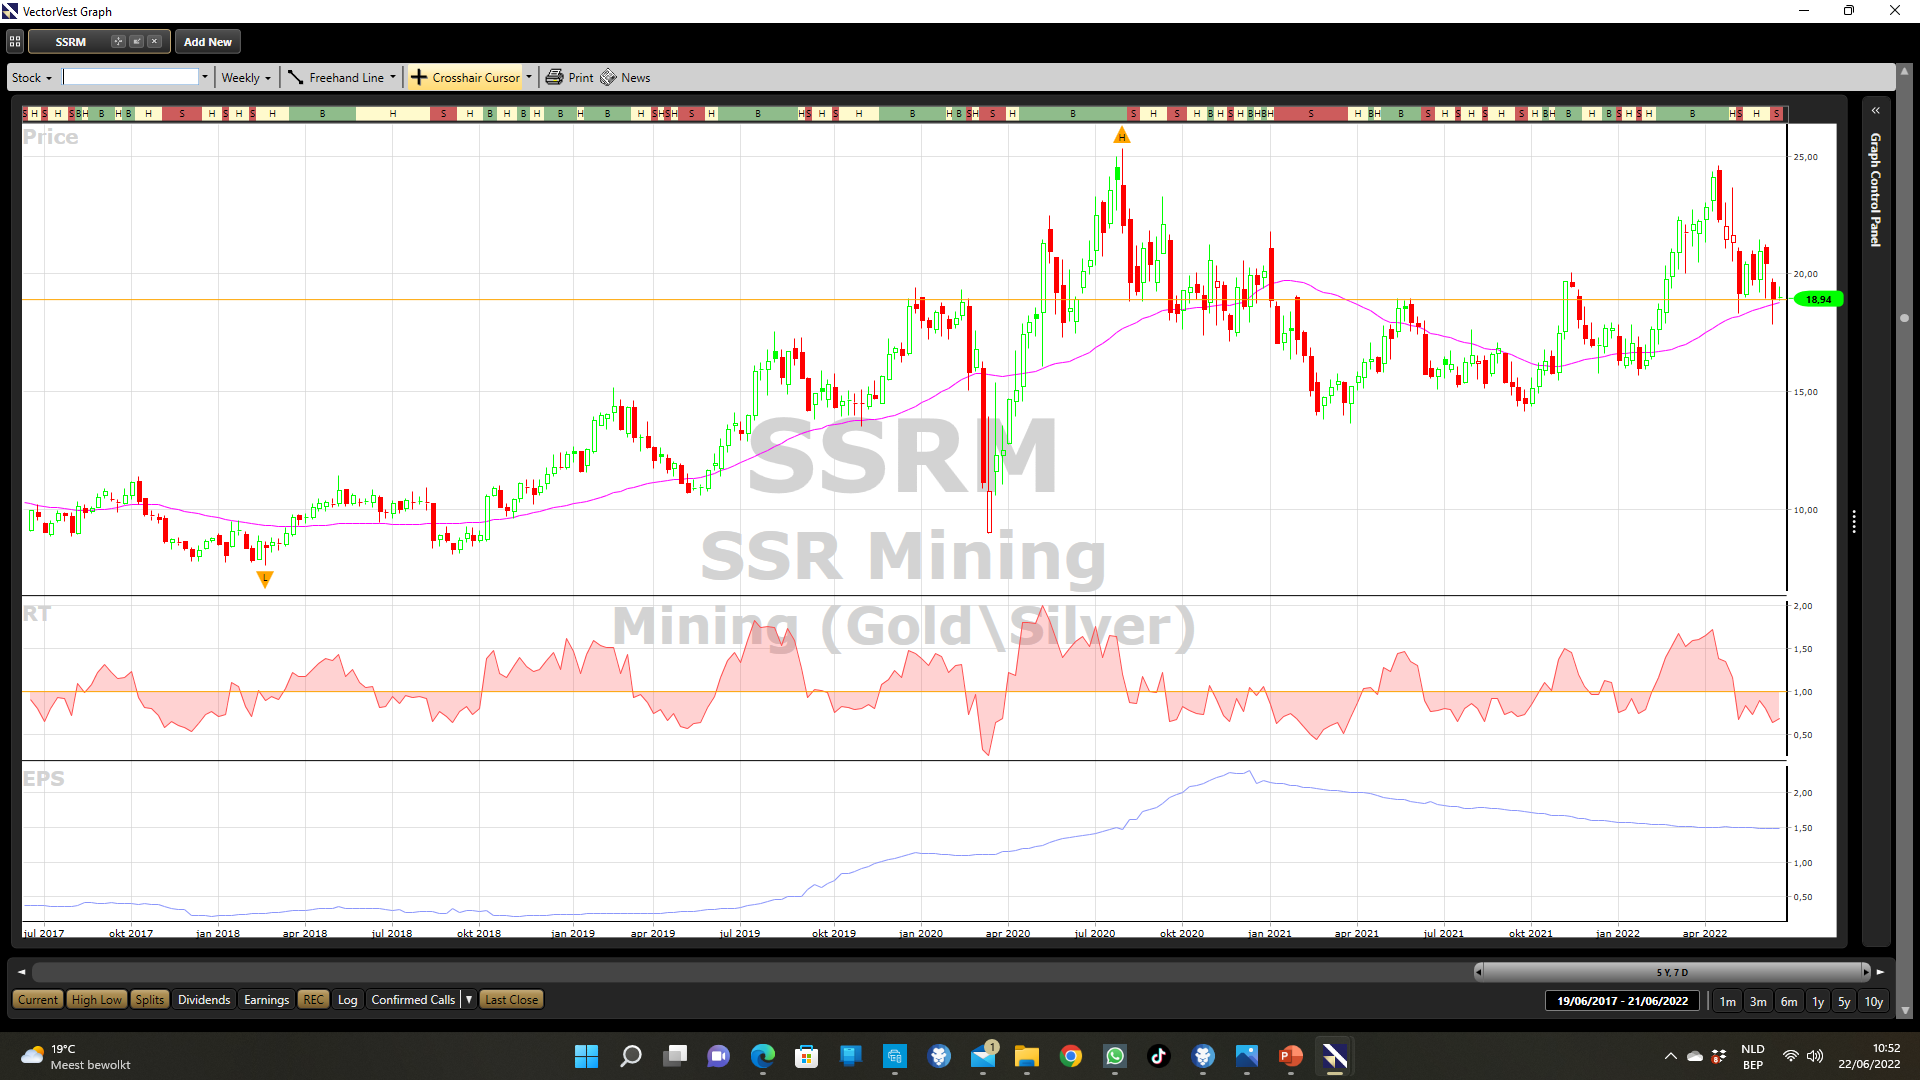 VectorVest Graph
SSRM
Add New
Stock
Weekly
Freehand Line
Crosshair Cursor
Print
News
Price
H
25,00
20,00
18,94
15,00
10,00
L
SSRM
SSR Mining
Mining (Gold\Silver)
RT
2,00
1,50
1,00
0,50
EPS
2,00
1,50
1,00
0,50
jul 2017 okt 2017 jan 2018 apr 2018 jul 2018 okt 2018 jan 2019 apr 2019 jul 2019 okt 2019 jan 2020 apr 2020 jul 2020 okt 2020 jan 2021 apr 2021 jul 2021 okt 2021 jan 2022 apr 2022
Graph Control Panel
5 Y, 7 D
Current High Low Splits Dividends Earnings REC Log Confirmed Calls Last Close
19/06/2017 - 21/06/2022 1m 3m 6m 1y 5y 10y
19°C
Meest bewolkt
1
NLD
BEP
10:52
22/06/2022